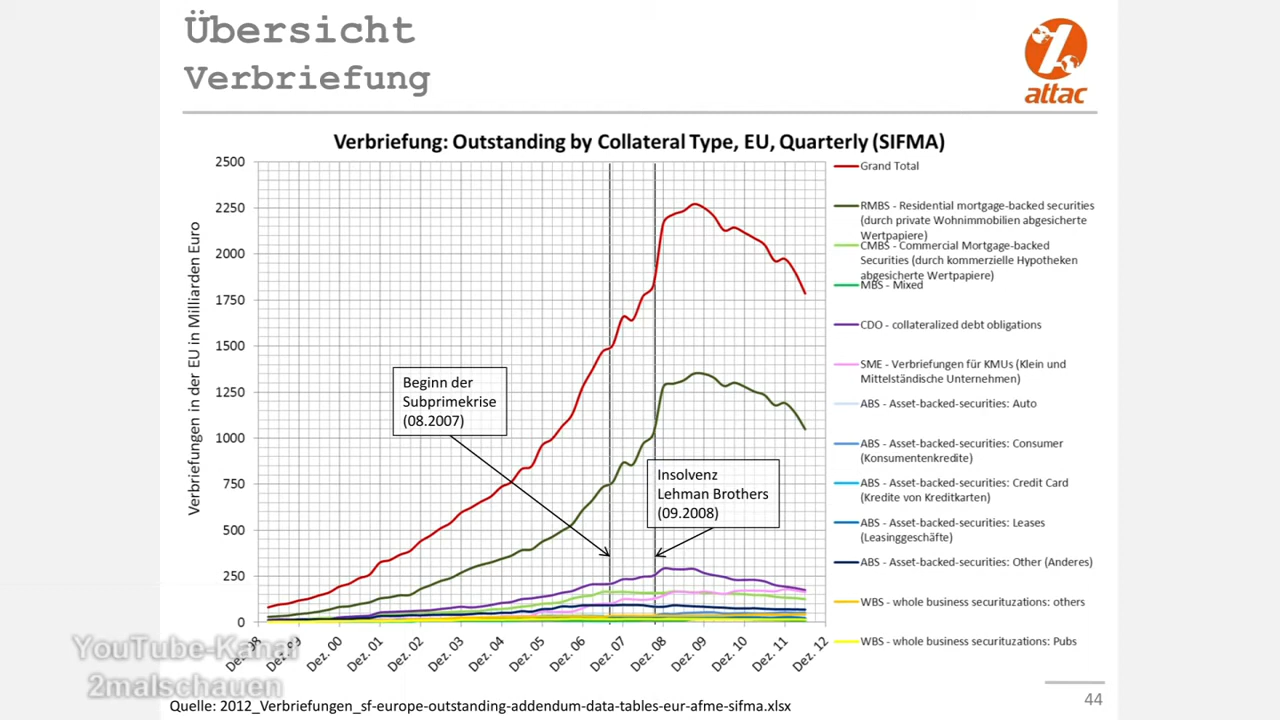 Übersicht
Verbriefung
attac
Verbriefung: Outstanding by Collateral Type, EU, Quarterly (SIFMA)
Verbriefungen in der EU in Milliarden Euro
2500
2250
2000
1750
1500
1250
1000
750
500
250
0
Beginn der
Subprimekrise
(08.2007)
Insolvenz
Lehman Brothers
(09.2008)
Grand Total
RMBS - Residential mortgage-backed securities
(durch private Wohnimmobilien abgesicherte
Wertpapiere)
CMBS - Commercial Mortgage-backed
Securities (durch kommerzielle Hypotheken
abgesicherte Wertpapiere)
MBS - Mixed
CDO - collateralized debt obligations
SME - Verbriefungen für KMUs (Klein und
Mittelständische Unternehmen)
ABS - Asset-backed-securities: Auto
ABS - Asset-backed-securities: Consumer
(Konsumentenkredite)
ABS - Asset-backed-securities: Credit Card
(Kredite von Kreditkarten)
ABS - Asset-backed-securities: Leases
(Leasinggeschäfte)
ABS - Asset-backed-securities: Other (Anderes)
WBS - whole business securituzations: others
WBS - whole business securituzations: Pubs
Dez. 98
Dez. 99
Dez. 00
Dez. 01
Dez. 02
Dez. 03
Dez. 04
Dez. 05
Dez. 06
Dez. 07
Dez. 08
Dez. 09
Dez. 10
Dez. 11
Dez. 12
YouTube-Kanal
2malschauen
Quelle: 2012_Verbriefungen_sf-europe-outstanding-addendum-data-tables-eur-afme-sifma.xlsx
44